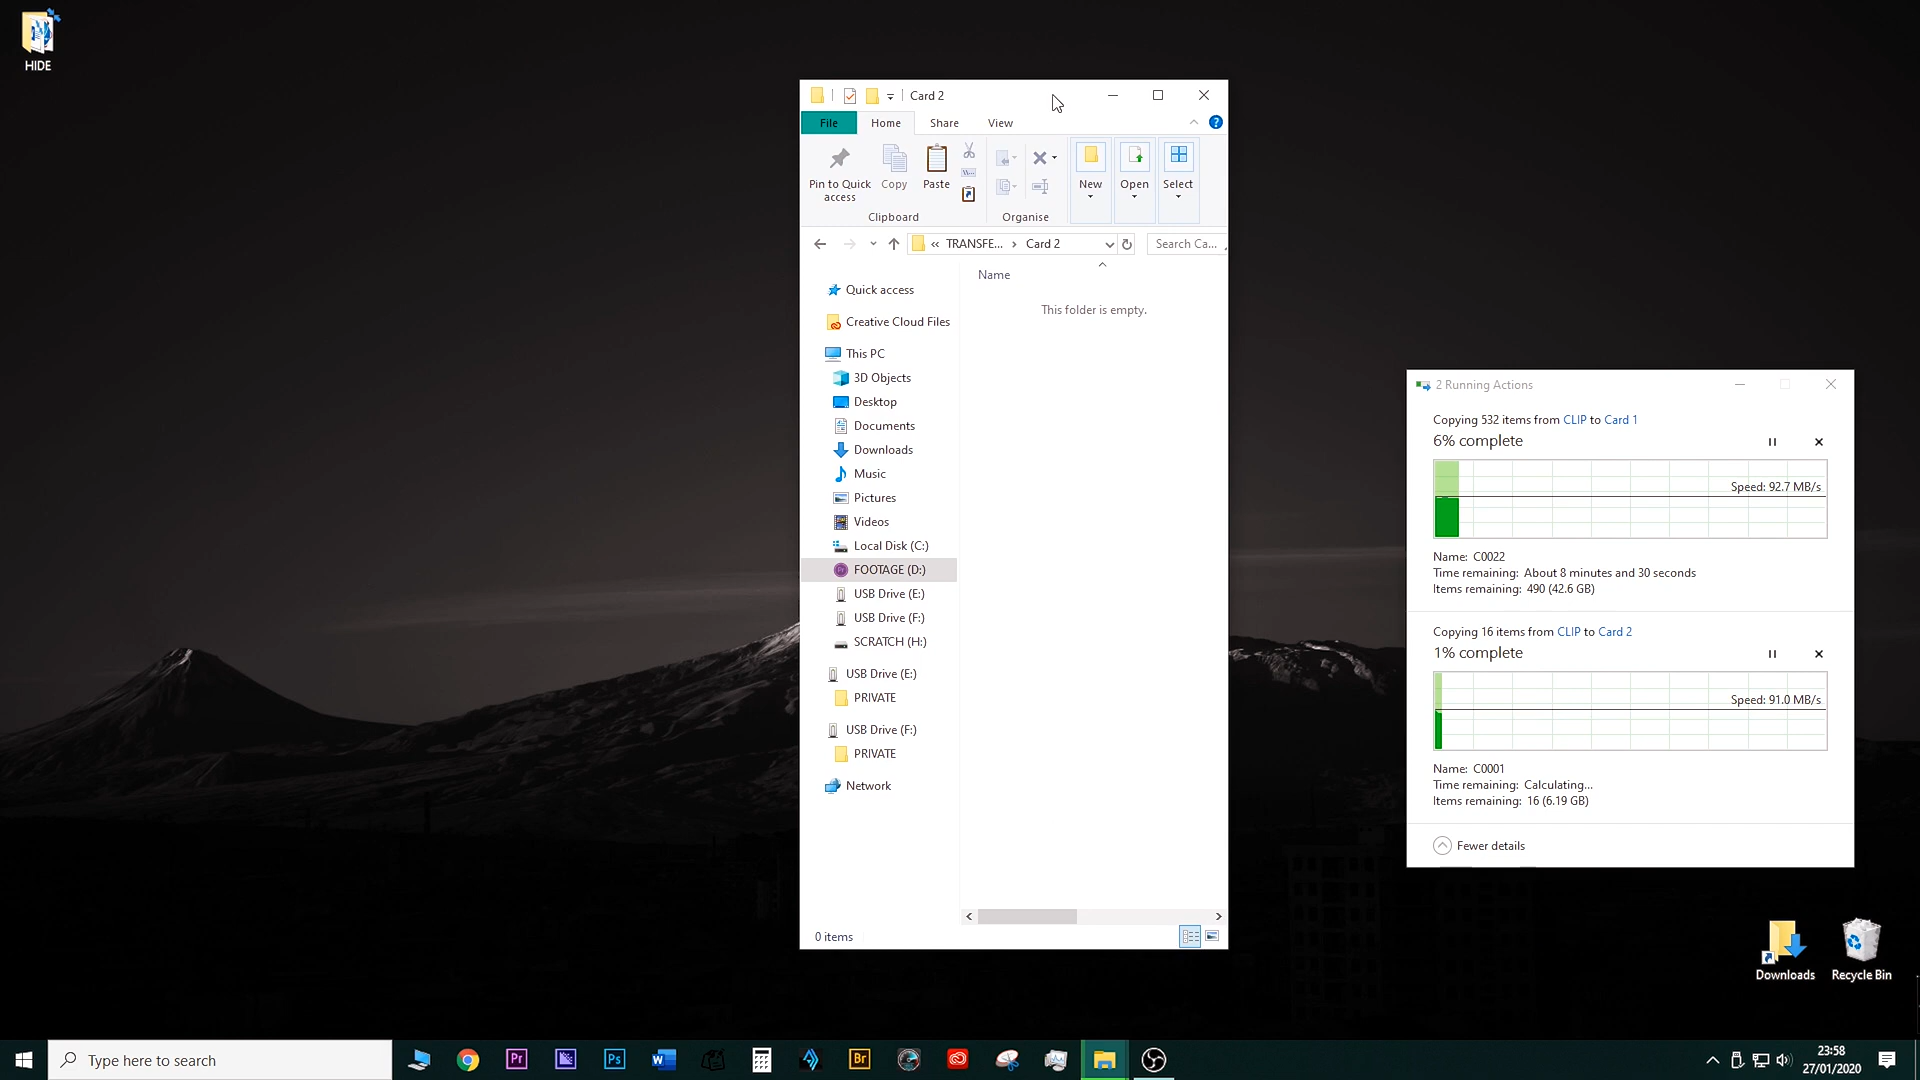 HIDE
Card 2
File
Home
Share
View
Pin to Quick access
Copy
Paste
New
Open
Select
Clipboard
Organise
« TRANSFE... › Card 2
Search Ca...
Name
This folder is empty.
Quick access
Creative Cloud Files
This PC
3D Objects
Desktop
Documents
Downloads
Music
Pictures
Videos
Local Disk (C:)
FOOTAGE (D:)
USB Drive (E:)
USB Drive (F:)
SCRATCH (H:)
USB Drive (E:)
PRIVATE
USB Drive (F:)
PRIVATE
Network
0 items
2 Running Actions
Copying 532 items from CLIP to Card 1
6% complete
Speed: 92.7 MB/s
Name: C0022
Time remaining: About 8 minutes and 30 seconds
Items remaining: 490 (42.6 GB)
Copying 16 items from CLIP to Card 2
1% complete
Speed: 91.0 MB/s
Name: C0001
Time remaining: Calculating...
Items remaining: 16 (6.19 GB)
Fewer details
Downloads
Recycle Bin
Type here to search
Pr
Ps
Br
23:58
27/01/2020